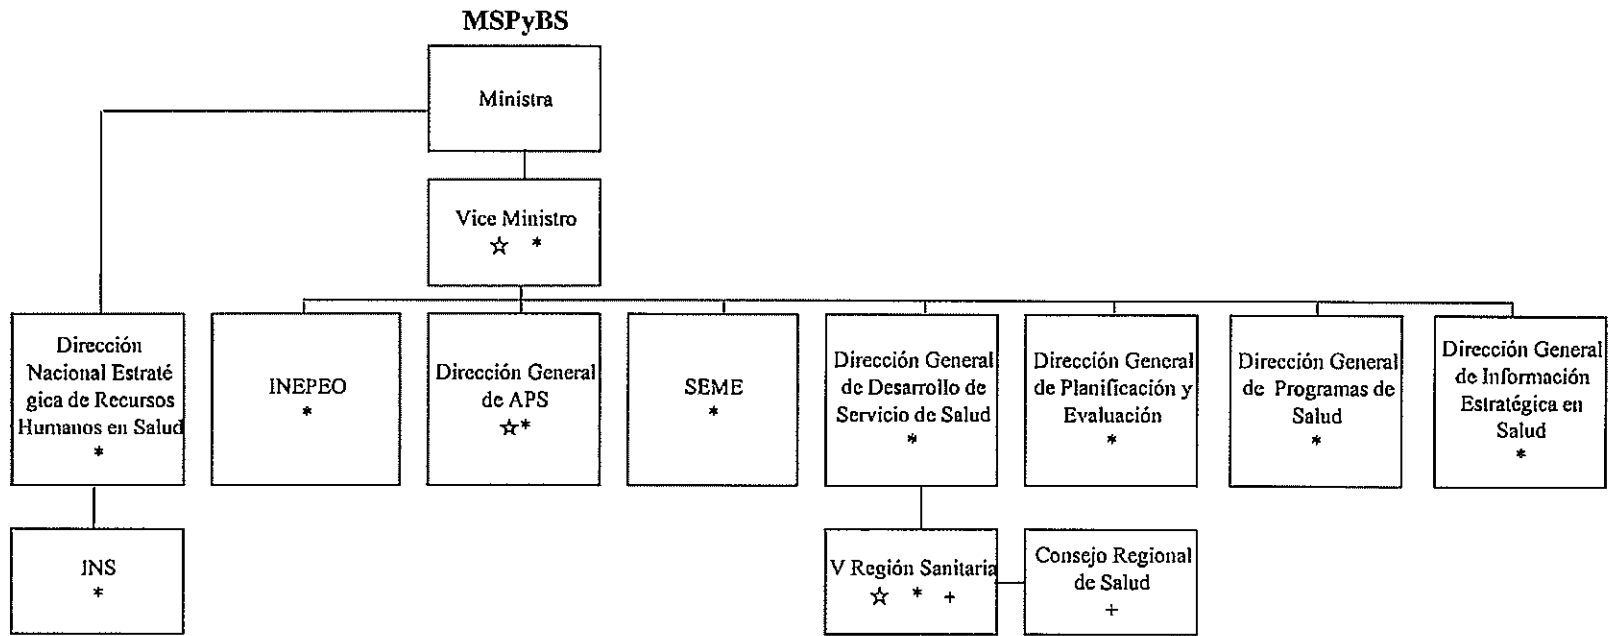 MSPyBS
Ministra
Vice Ministro
☆ *
Dirección
Nacional Estraté
gica de Recursos
Humanos en Salud
*
INEPEO
*
Dirección General
de APS
☆*
SEME
*
Dirección General
de Desarrollo de
Servicio de Salud
*
Dirección General
de Planificación y
Evaluación
*
Dirección General
de Programas de
Salud
*
Dirección General
de Información
Estratégica en
Salud
*
INS
*
V Región Sanitaria
☆ * +
Consejo Regional
de Salud
+